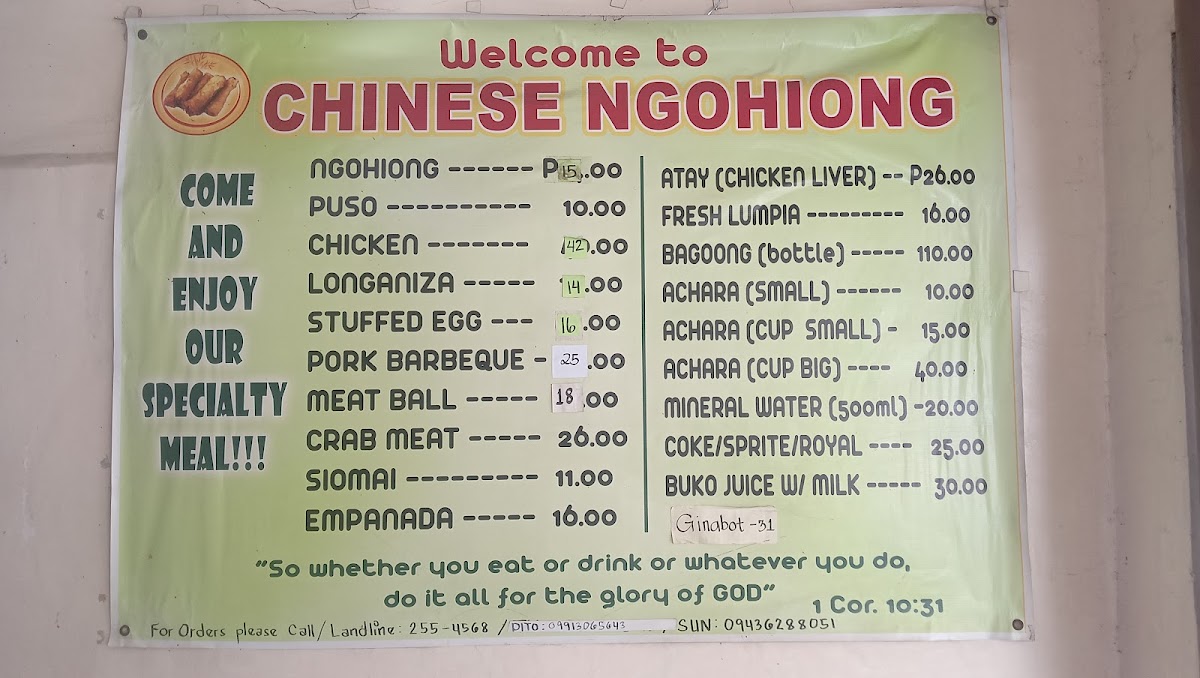 Welcome to
CHINESE NGOHIONG
COME
AND
ENJOY
OUR
SPECIALTY
MEAL!!!
NGOHIONG ------ P15.00
PUSO ---------- 10.00
CHICKEN ------- 42.00
LONGANIZA ----- 14.00
STUFFED EGG --- 16.00
PORK BARBEQUE - 25.00
MEAT BALL ----- 18.00
CRAB MEAT ----- 26.00
SIOMAI --------- 11.00
EMPANADA ----- 16.00
ATAY (CHICKEN LIVER) -- P26.00
FRESH LUMPIA --------- 16.00
BAGOONG (bottle) ----- 110.00
ACHARA (SMALL) ------ 10.00
ACHARA (CUP SMALL) - 15.00
ACHARA (CUP BIG) ---- 40.00
MINERAL WATER (500ml) -20.00
COKE/SPRITE/ROYAL ---- 25.00
BUKO JUICE W/ MILK ----- 30.00
Ginabot -31
"So whether you eat or drink or whatever you do,
do it all for the glory of GOD"
1 Cor. 10:31
For Orders please Call/Landline: 255-4568 / DITO: 09913065643 , SUN: 09436288051